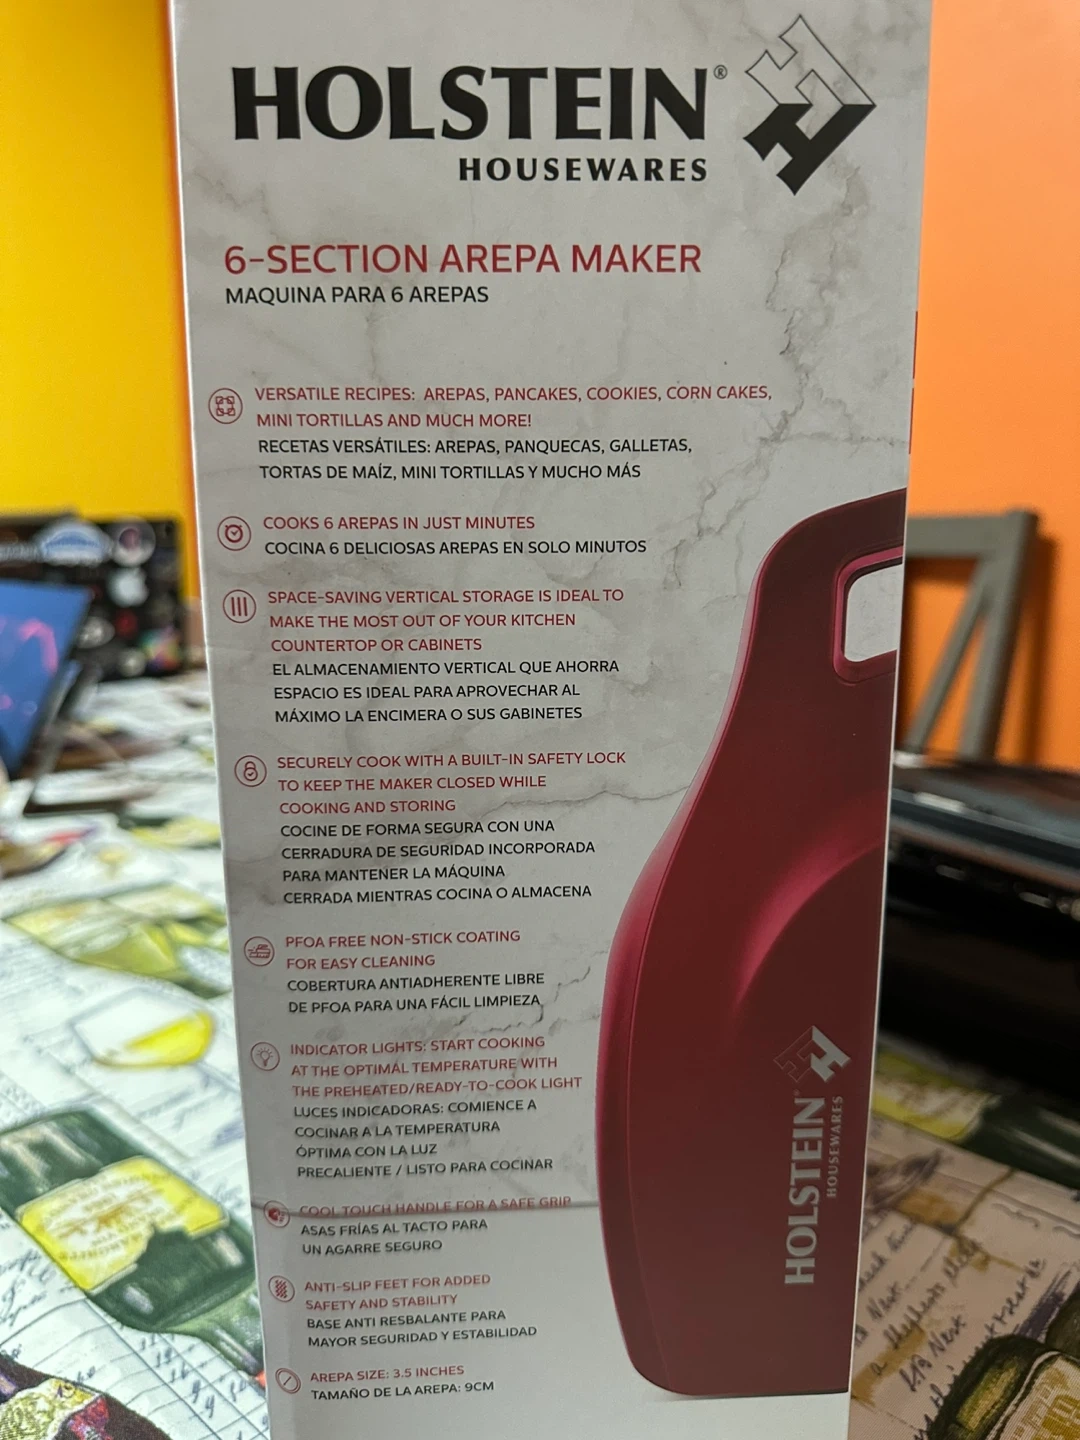 HOLSTEIN®
HOUSEWARES
6-SECTION AREPA MAKER
MAQUINA PARA 6 AREPAS
VERSATILE RECIPES: AREPAS, PANCAKES, COOKIES, CORN CAKES,
MINI TORTILLAS AND MUCH MORE!
RECETAS VERSÁTILES: AREPAS, PANQUECAS, GALLETAS,
TORTAS DE MAÍZ, MINI TORTILLAS Y MUCHO MÁS
COOKS 6 AREPAS IN JUST MINUTES
COCINA 6 DELICIOSAS AREPAS EN SOLO MINUTOS
SPACE-SAVING VERTICAL STORAGE IS IDEAL TO
MAKE THE MOST OUT OF YOUR KITCHEN
COUNTERTOP OR CABINETS
EL ALMACENAMIENTO VERTICAL QUE AHORRA
ESPACIO ES IDEAL PARA APROVECHAR AL
MÁXIMO LA ENCIMERA O SUS GABINETES
SECURELY COOK WITH A BUILT-IN SAFETY LOCK
TO KEEP THE MAKER CLOSED WHILE
COOKING AND STORING
COCINE DE FORMA SEGURA CON UNA
CERRADURA DE SEGURIDAD INCORPORADA
PARA MANTENER LA MÁQUINA
CERRADA MIENTRAS COCINA O ALMACENA
PFOA FREE NON-STICK COATING
FOR EASY CLEANING
COBERTURA ANTIADHERENTE LIBRE
DE PFOA PARA UNA FÁCIL LIMPIEZA
INDICATOR LIGHTS: START COOKING
AT THE OPTIMAL TEMPERATURE WITH
THE PREHEATED/READY-TO-COOK LIGHT
LUCES INDICADORAS: COMIENCE A
COCINAR A LA TEMPERATURA
ÓPTIMA CON LA LUZ
PRECALIENTE / LISTO PARA COCINAR
COOL TOUCH HANDLE FOR A SAFE GRIP
ASAS FRÍAS AL TACTO PARA
UN AGARRE SEGURO
ANTI-SLIP FEET FOR ADDED
SAFETY AND STABILITY
BASE ANTI RESBALANTE PARA
MAYOR SEGURIDAD Y ESTABILIDAD
AREPA SIZE: 3.5 INCHES
TAMAÑO DE LA AREPA: 9CM
HOLSTEIN
HOUSEWARES